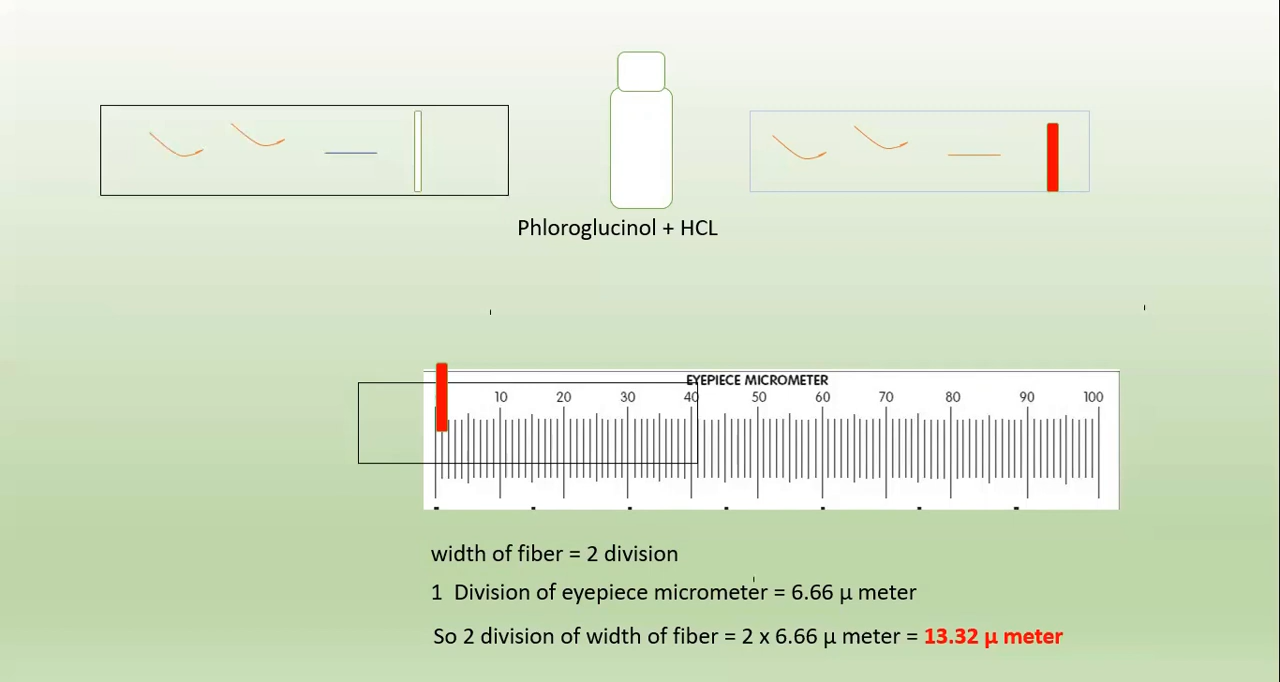 Phloroglucinol + HCL
EYEPIECE MICROMETER
10 20 30 40 50 60 70 80 90 100
width of fiber = 2 division
1 Division of eyepiece micrometer = 6.66 µ meter
So 2 division of width of fiber = 2 x 6.66 µ meter = 13.32 µ meter